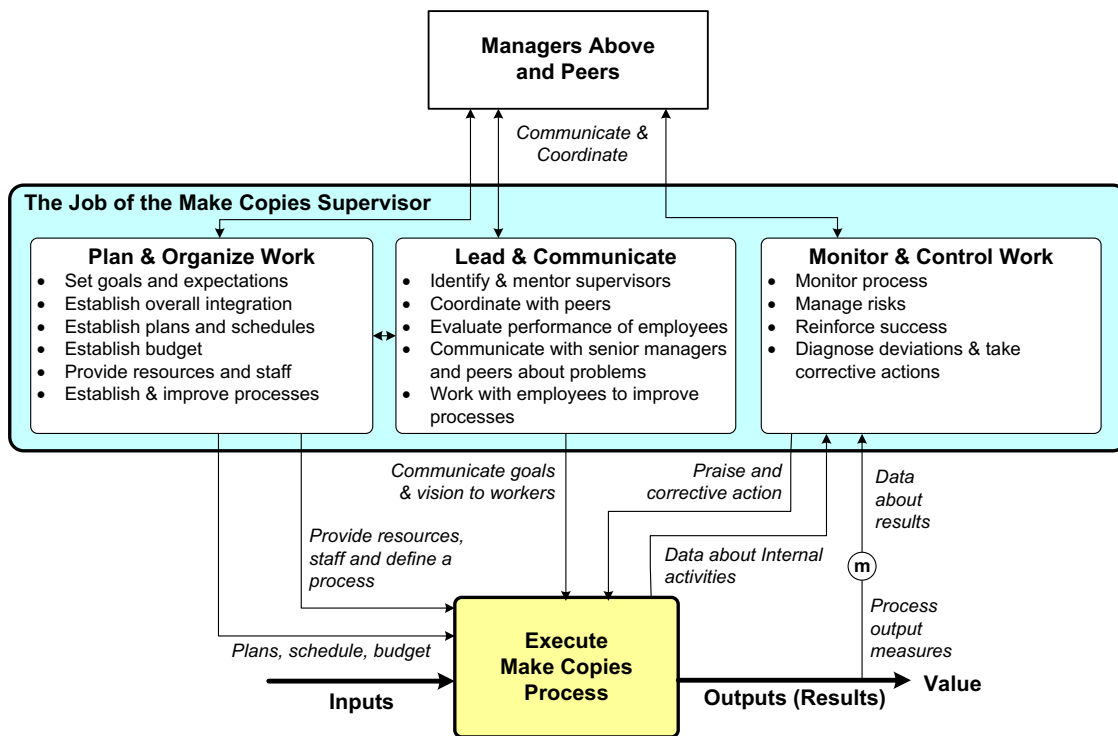 Managers Above
and Peers
Communicate &
Coordinate
The Job of the Make Copies Supervisor
Plan & Organize Work
• Set goals and expectations
• Establish overall integration
• Establish plans and schedules
• Establish budget
• Provide resources and staff
• Establish & improve processes
Lead & Communicate
• Identify & mentor supervisors
• Coordinate with peers
• Evaluate performance of employees
• Communicate with senior managers
and peers about problems
• Work with employees to improve
processes
Monitor & Control Work
• Monitor process
• Manage risks
• Reinforce success
• Diagnose deviations & take
corrective actions
Communicate goals
& vision to workers
Praise and
corrective action
Data
about
results
Provide resources,
staff and define a
process
Data about Internal
activities
m
Process
output
measures
Plans, schedule, budget
Execute
Make Copies
Process
Inputs
Outputs (Results)
Value